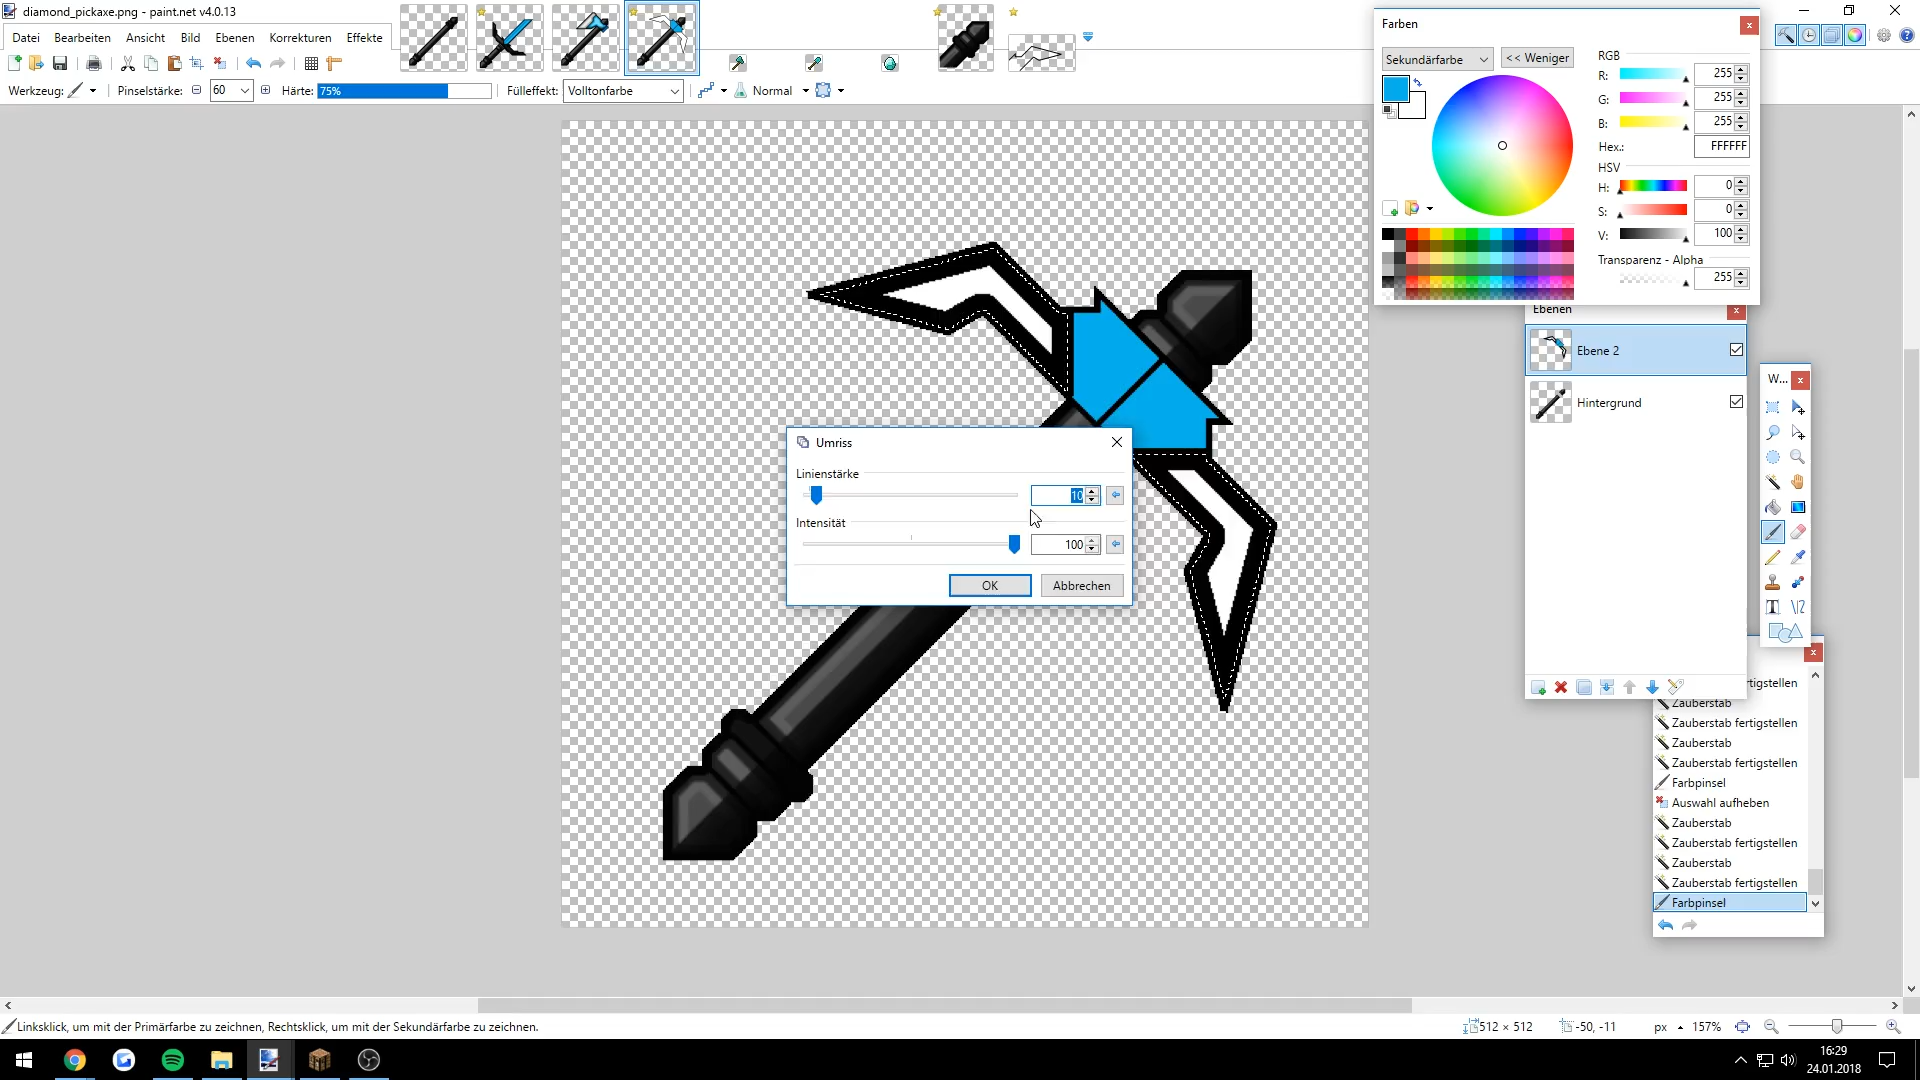 diamond_pickaxe.png - paint.net v4.0.13
Datei Bearbeiten Ansicht Bild Ebenen Korrekturen Effekte
Werkzeug: Pinselstärke: 60 Härte: 75% Fülleffekt: Volltonfarbe Normal
Farben
Sekundärfarbe << Weniger
RGB
R: 255
G: 255
B: 255
Hex.: FFFFFF
HSV
H: 0
S: 0
V: 100
Transparenz - Alpha
255
Ebenen
Ebene 2
Hintergrund
W...
Umriss
Linienstärke
10
Intensität
100
OK Abbrechen
rtigstellen
Zauberstab
Zauberstab fertigstellen
Zauberstab
Zauberstab fertigstellen
Farbpinsel
Auswahl aufheben
Zauberstab
Zauberstab fertigstellen
Zauberstab
Zauberstab fertigstellen
Farbpinsel
Linksklick, um mit der Primärfarbe zu zeichnen, Rechtsklick, um mit der Sekundärfarbe zu zeichnen.
512 × 512 -50, -11 px 157%
16:29
24.01.2018